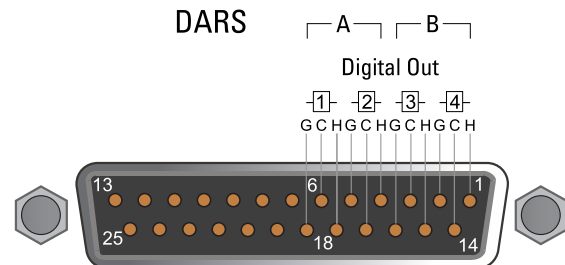 DARS A B
Digital Out
1 2 3 4
G C H G C H G C H G C H
13 6 1
25 18 14